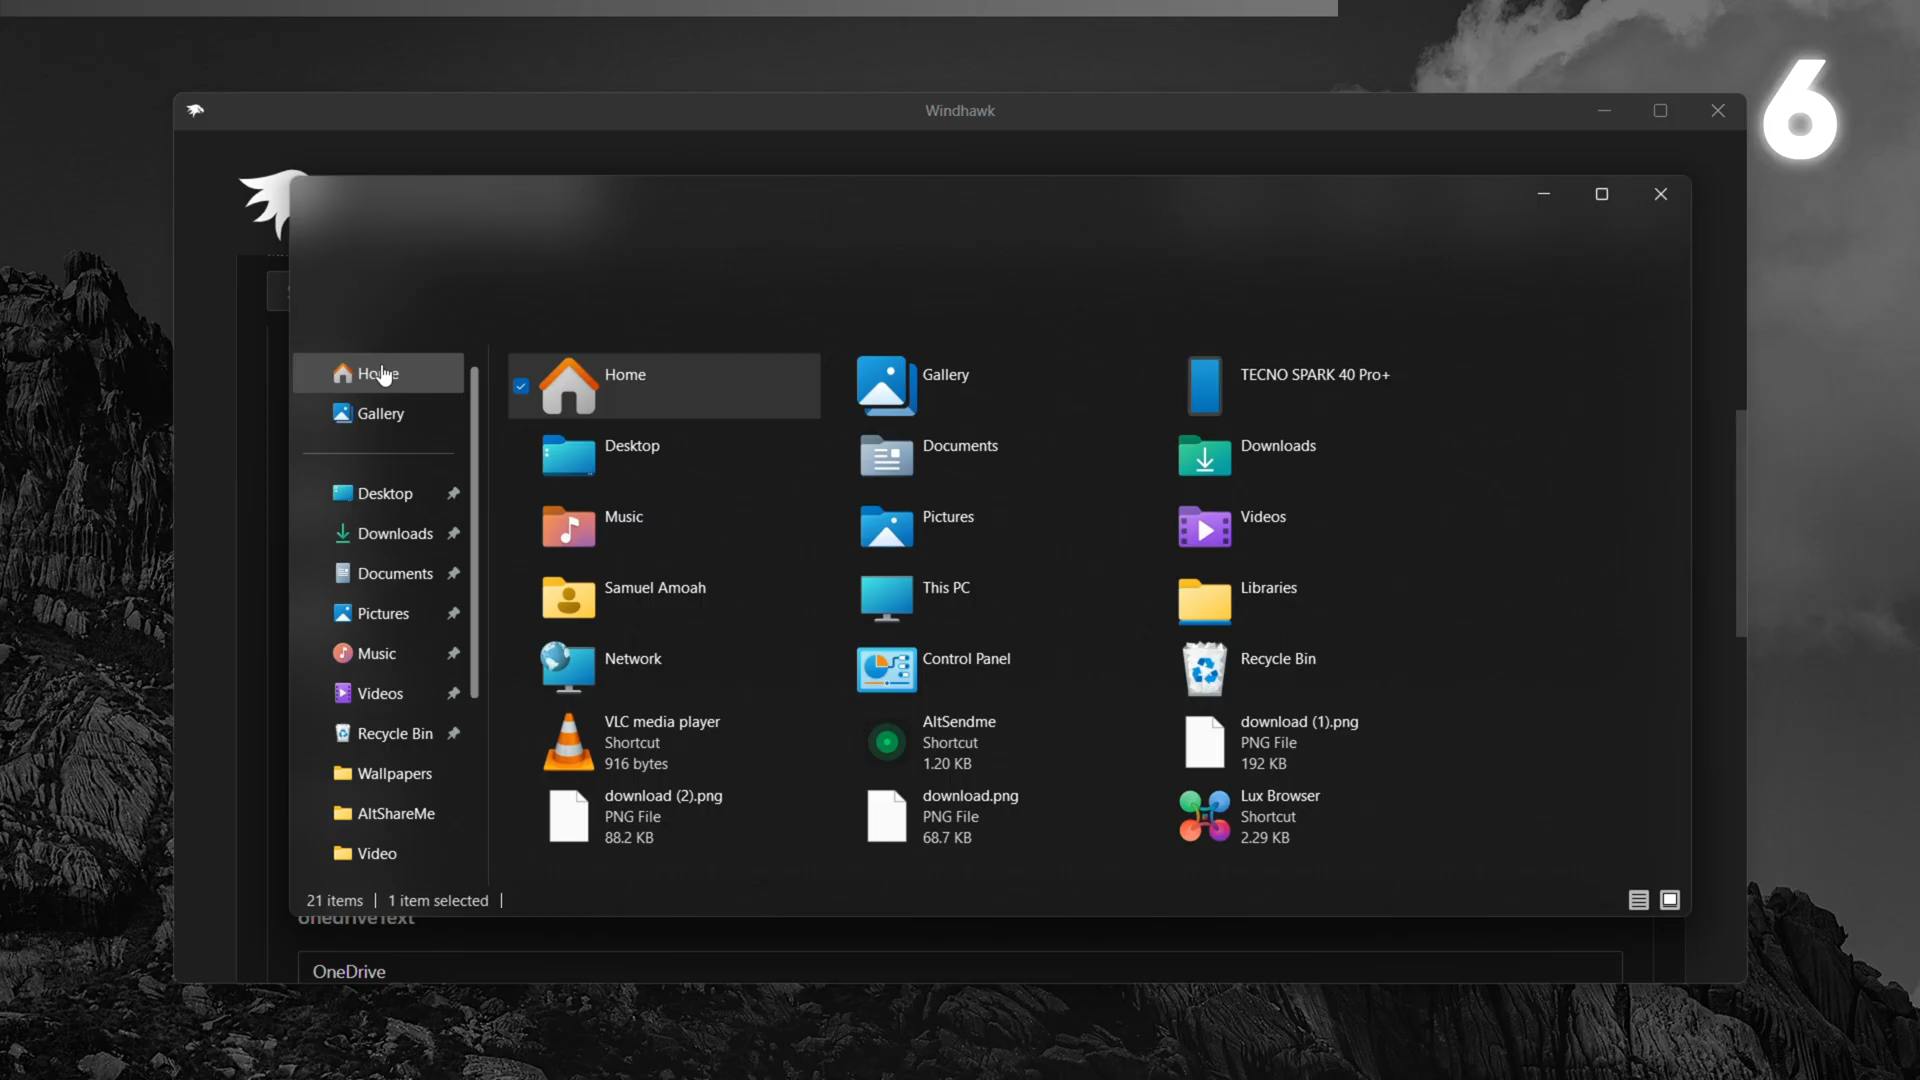 6
Windhawk
Home
Gallery
Desktop
Downloads
Documents
Pictures
Music
Videos
Recycle Bin
Wallpapers
AltShareMe
Video
Home
Gallery
TECNO SPARK 40 Pro+
Desktop
Documents
Downloads
Music
Pictures
Videos
Samuel Amoah
This PC
Libraries
Network
Control Panel
Recycle Bin
VLC media player
Shortcut
916 bytes
AltSendme
Shortcut
1.20 KB
download (1).png
PNG File
192 KB
download (2).png
PNG File
88.2 KB
download.png
PNG File
68.7 KB
Lux Browser
Shortcut
2.29 KB
21 items
1 item selected
onedriveText
OneDrive